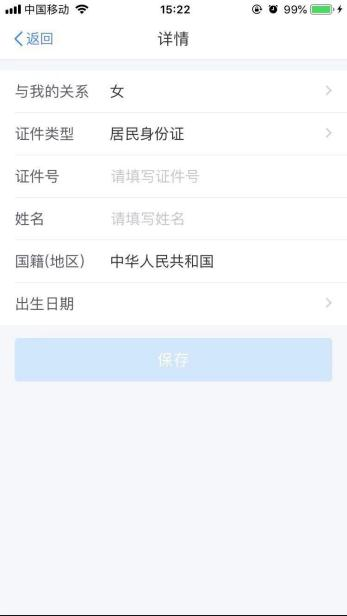 中国移动 15:22 99%
返回 详情
与我的关系 女
证件类型 居民身份证
证件号 请填写证件号
姓名 请填写姓名
国籍(地区) 中华人民共和国
出生日期
保存